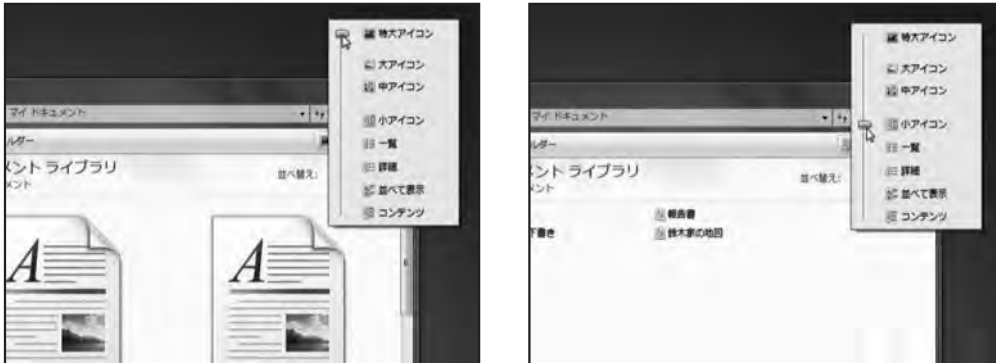 特大アイコン
大アイコン
中アイコン
小アイコン
一覧
詳細
並べて表示
コンテンツ
マイ ドキュメント
ルダー
メント ライブラリ
メント
並べ替え:
A
A
特大アイコン
大アイコン
中アイコン
小アイコン
一覧
詳細
並べて表示
コンテンツ
マイ ドキュメント
ルダー
メント ライブラリ
メント
並べ替え:
報告書
下書き
鈴木家の地図